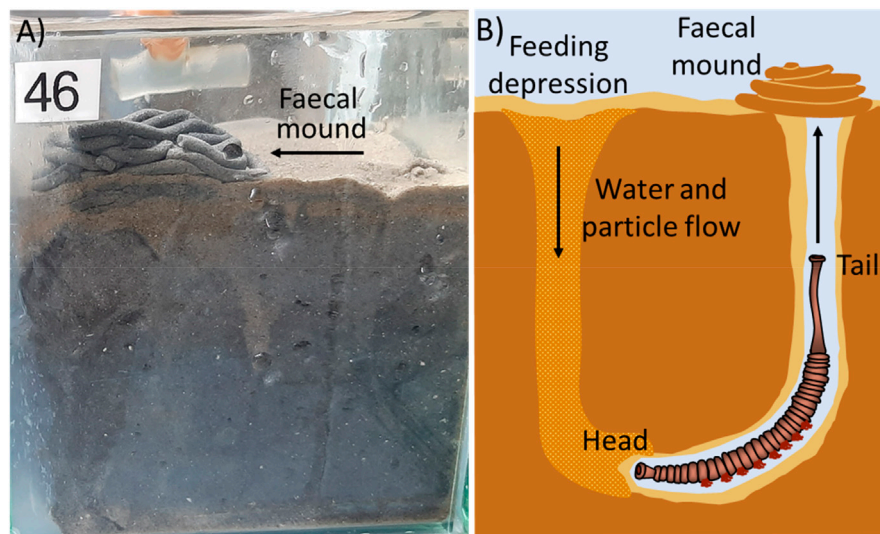 A)
46
Faecal
mound
B)
Feeding
depression
Faecal
mound
Water and
particle flow
Tail
Head